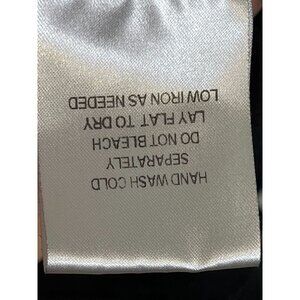 HAND WASH COLD
SEPARATELY
DO NOT BLEACH
LAY FLAT TO DRY
LOW IRON AS NEEDED